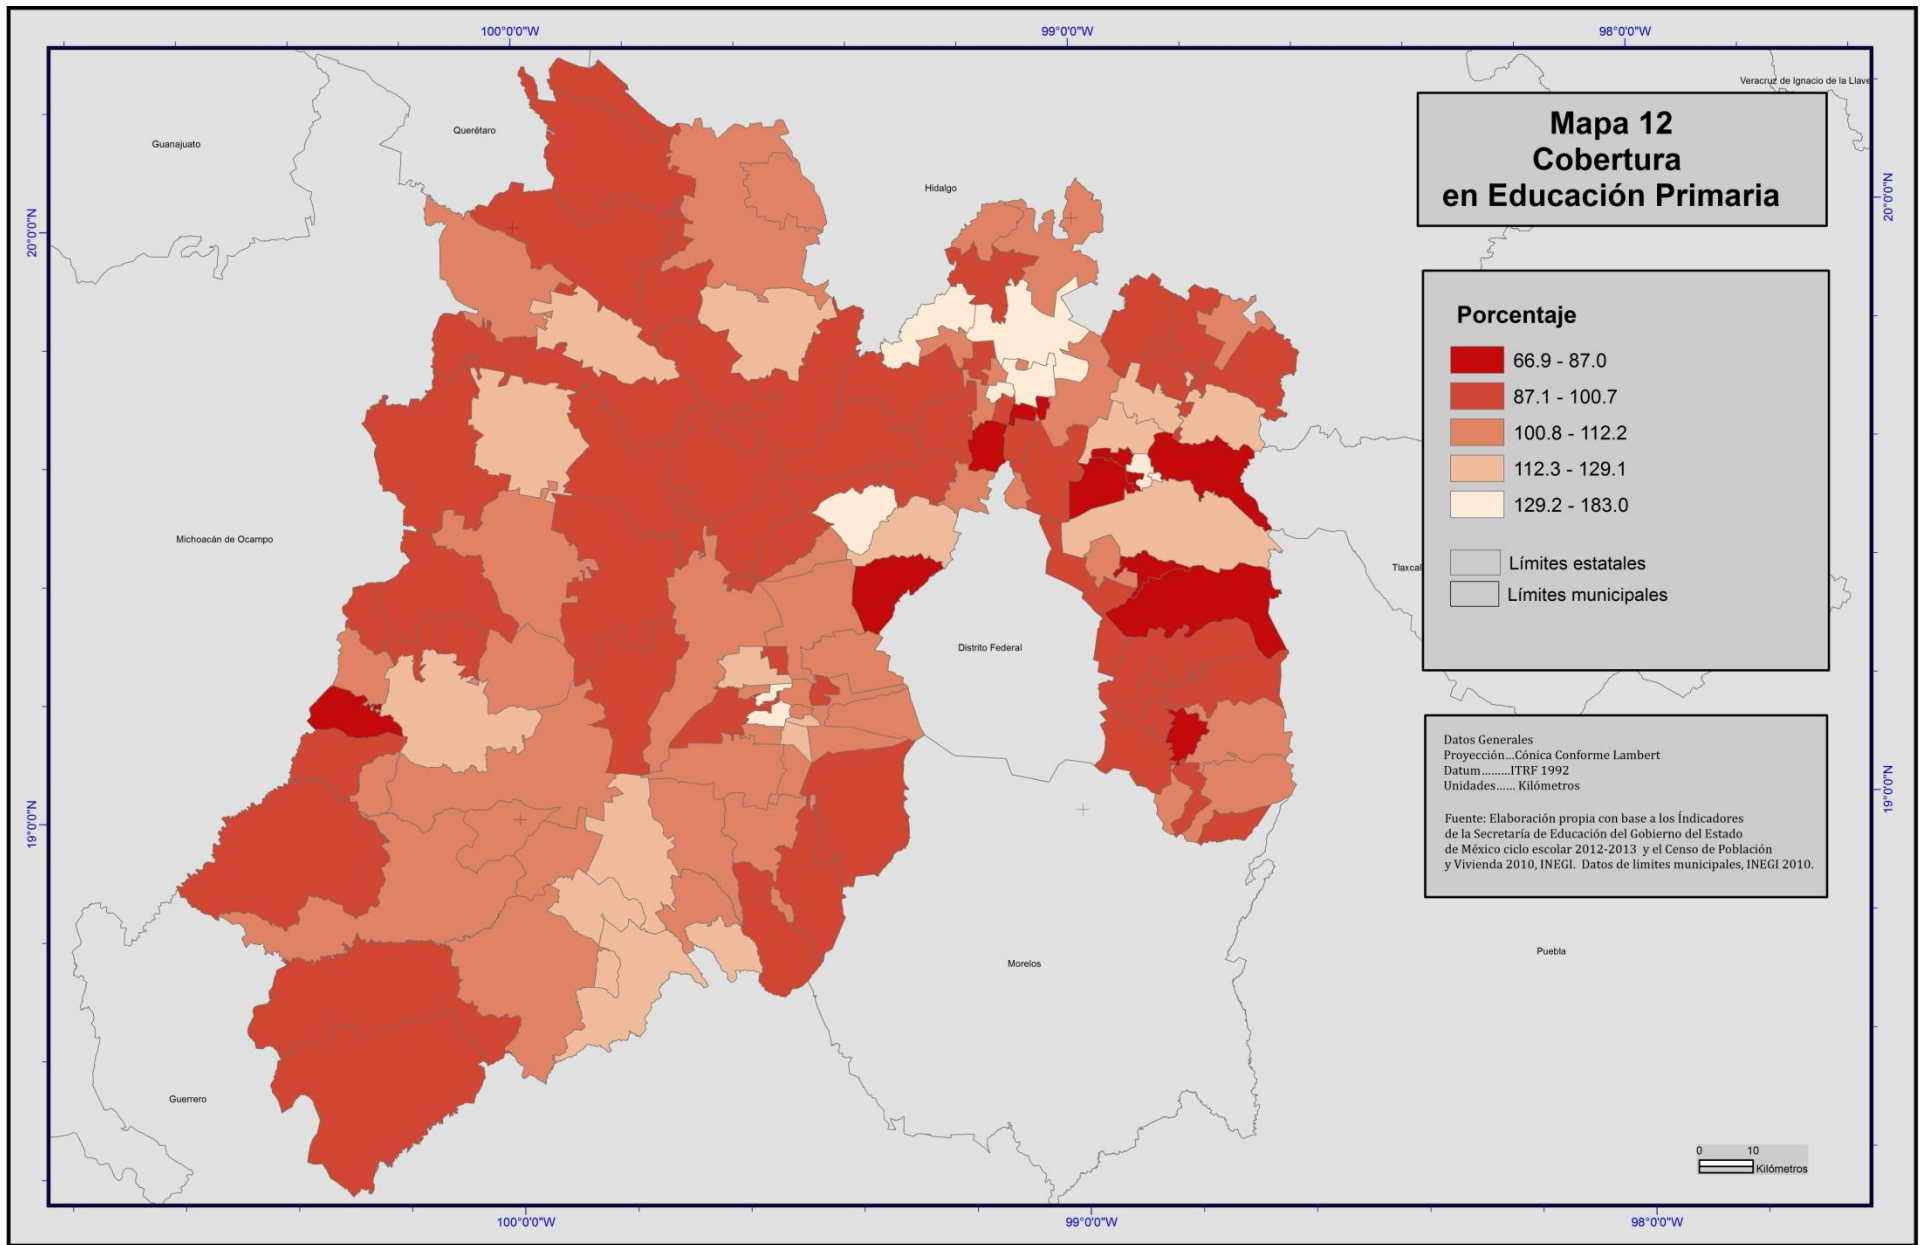 100°0'0"W
99°0'0"W
98°0'0"W
Veracruz de Ignacio de la Llave
Querétaro
Guanajuato
Hidalgo
20°0'0"N
20°0'0"N
Mapa 12
Cobertura
en Educación Primaria
Porcentaje
66.9 - 87.0
87.1 - 100.7
100.8 - 112.2
112.3 - 129.1
129.2 - 183.0
Límites estatales
Límites municipales
Michoacán de Ocampo
Tlaxcal
Distrito Federal
Datos Generales
Proyección...Cónica Conforme Lambert
Datum.........ITRF 1992
Unidades...... Kilómetros
Fuente: Elaboración propia con base a los Índicadores
de la Secretaría de Educación del Gobierno del Estado
de México ciclo escolar 2012-2013 y el Censo de Población
y Vivienda 2010, INEGI. Datos de limites municipales, INEGI 2010.
19°0'0"N
19°0'0"N
Puebla
Morelos
Guerrero
0 10
Kilómetros
100°0'0"W
99°0'0"W
98°0'0"W